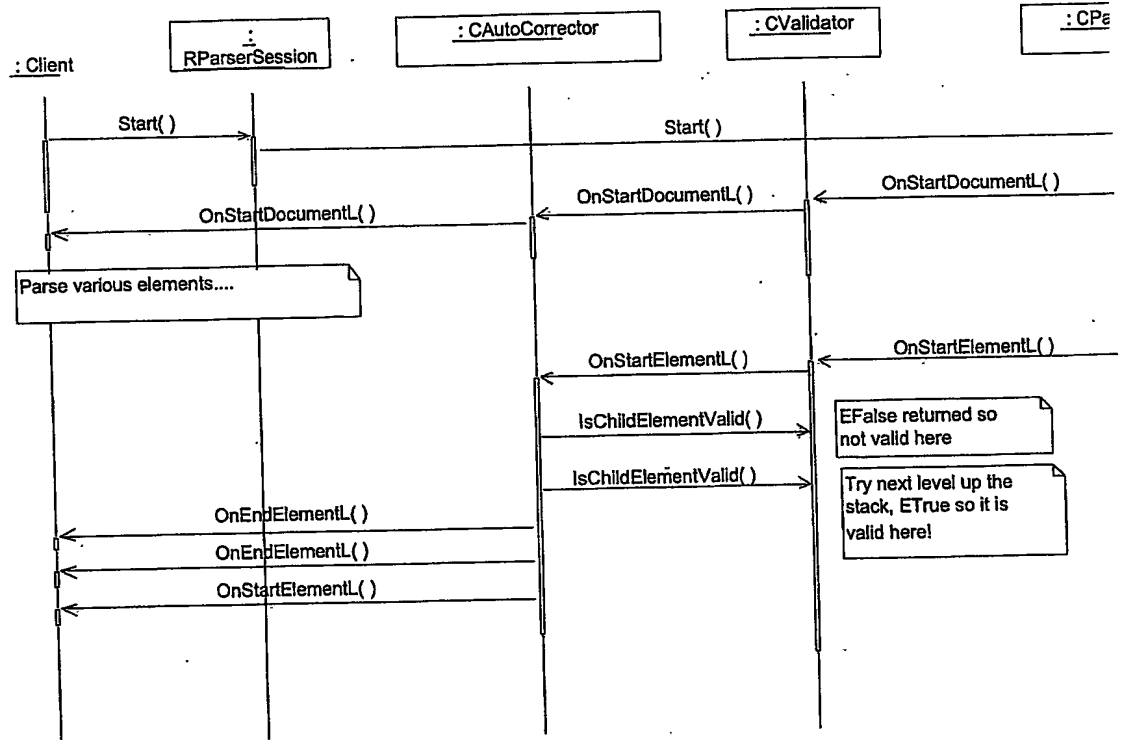 : Client
:
RParserSession
: CAutoCorrector
: CValidator
: CPa
Start( )
Start( )
OnStartDocumentL( )
OnStartDocumentL( )
OnStartDocumentL( )
Parse various elements....
OnStartElementL( )
OnStartElementL( )
IsChildElementValid( )
EFalse returned so
not valid here
IsChildElementValid( )
Try next level up the
stack, ETrue so it is
valid here!
OnEndElementL( )
OnEndElementL( )
OnStartElementL( )